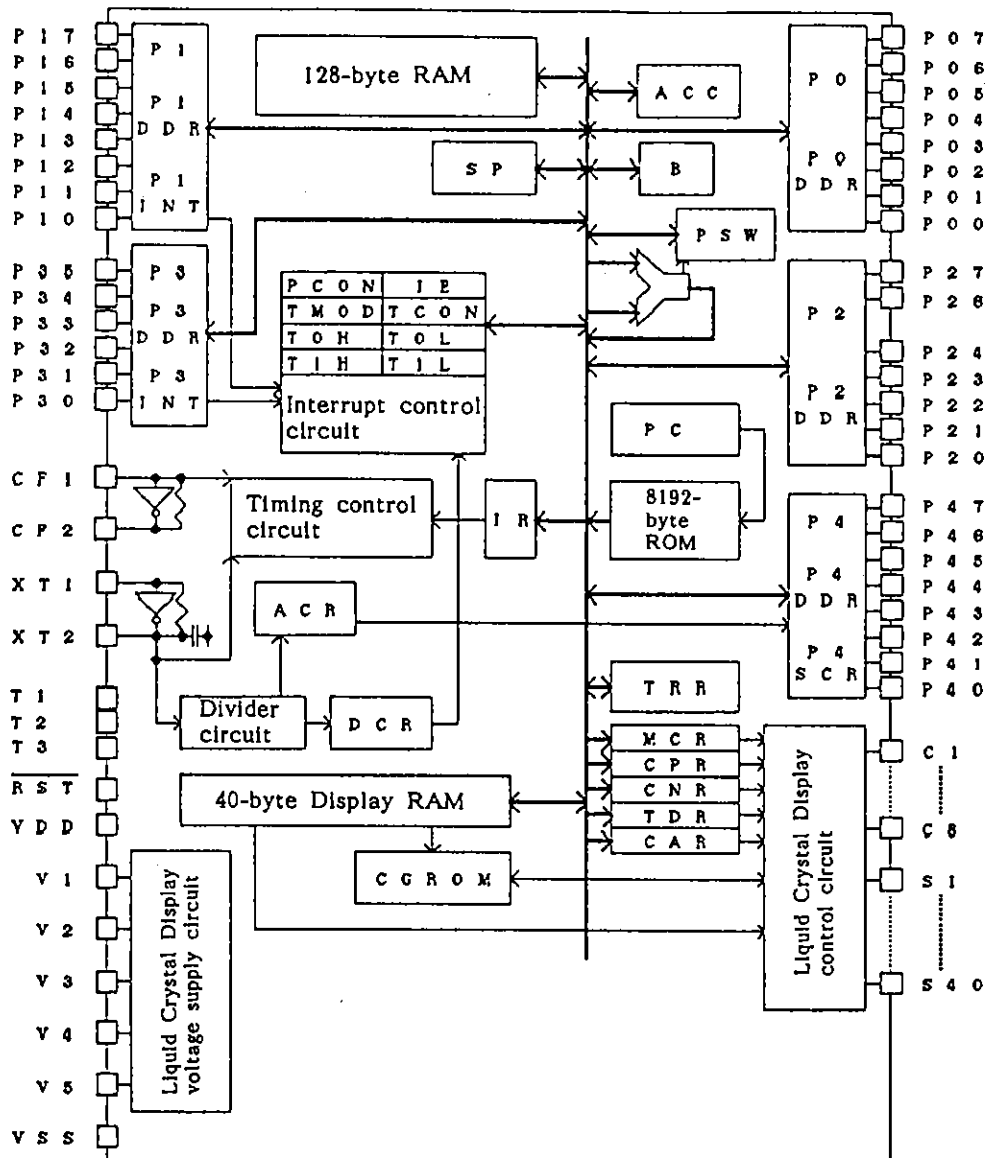 P17
P16
P15
P14
P13
P12
P11
P10
P1
P1
DDR
P1
INT
P35
P34
P33
P32
P31
P30
P3
P3
DDR
P3
INT
128-byte RAM
ACC
SP
B
PSW
PCON IE
TMOD TCON
T0H T0L
T1H T1L
Interrupt control
circuit
P07
P06
P05
P04
P03
P02
P01
P00
P0
P0
DDR
P27
P26
P24
P23
P22
P21
P20
P2
P2
DDR
PC
8192-
byte
ROM
IR
CF1
CF2
Timing control
circuit
XT1
XT2
ACR
T1
T2
T3
Divider
circuit
DCR
P47
P46
P45
P44
P43
P42
P41
P40
P4
P4
DDR
P4
SCR
TRR
MCR
CPR
CNR
TDR
CAR
RST
VDD
40-byte Display RAM
CGROM
Liquid Crystal Display
control circuit
C1
C8
S1
S40
V1
V2
V3
V4
V5
VSS
Liquid Crystal Display
voltage supply circuit